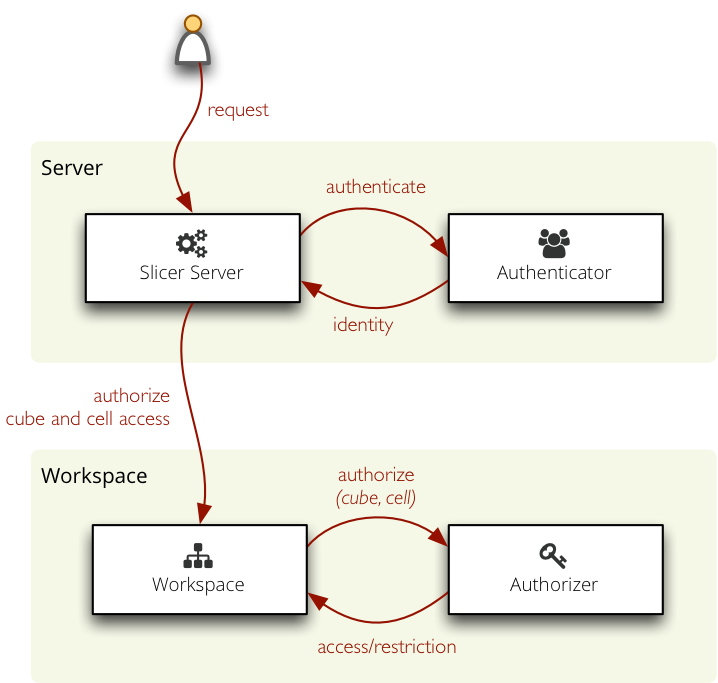 request
Server
authenticate
Slicer Server
Authenticator
identity
authorize
cube and cell access
Workspace
authorize
(cube, cell)
Workspace
Authorizer
access/restriction